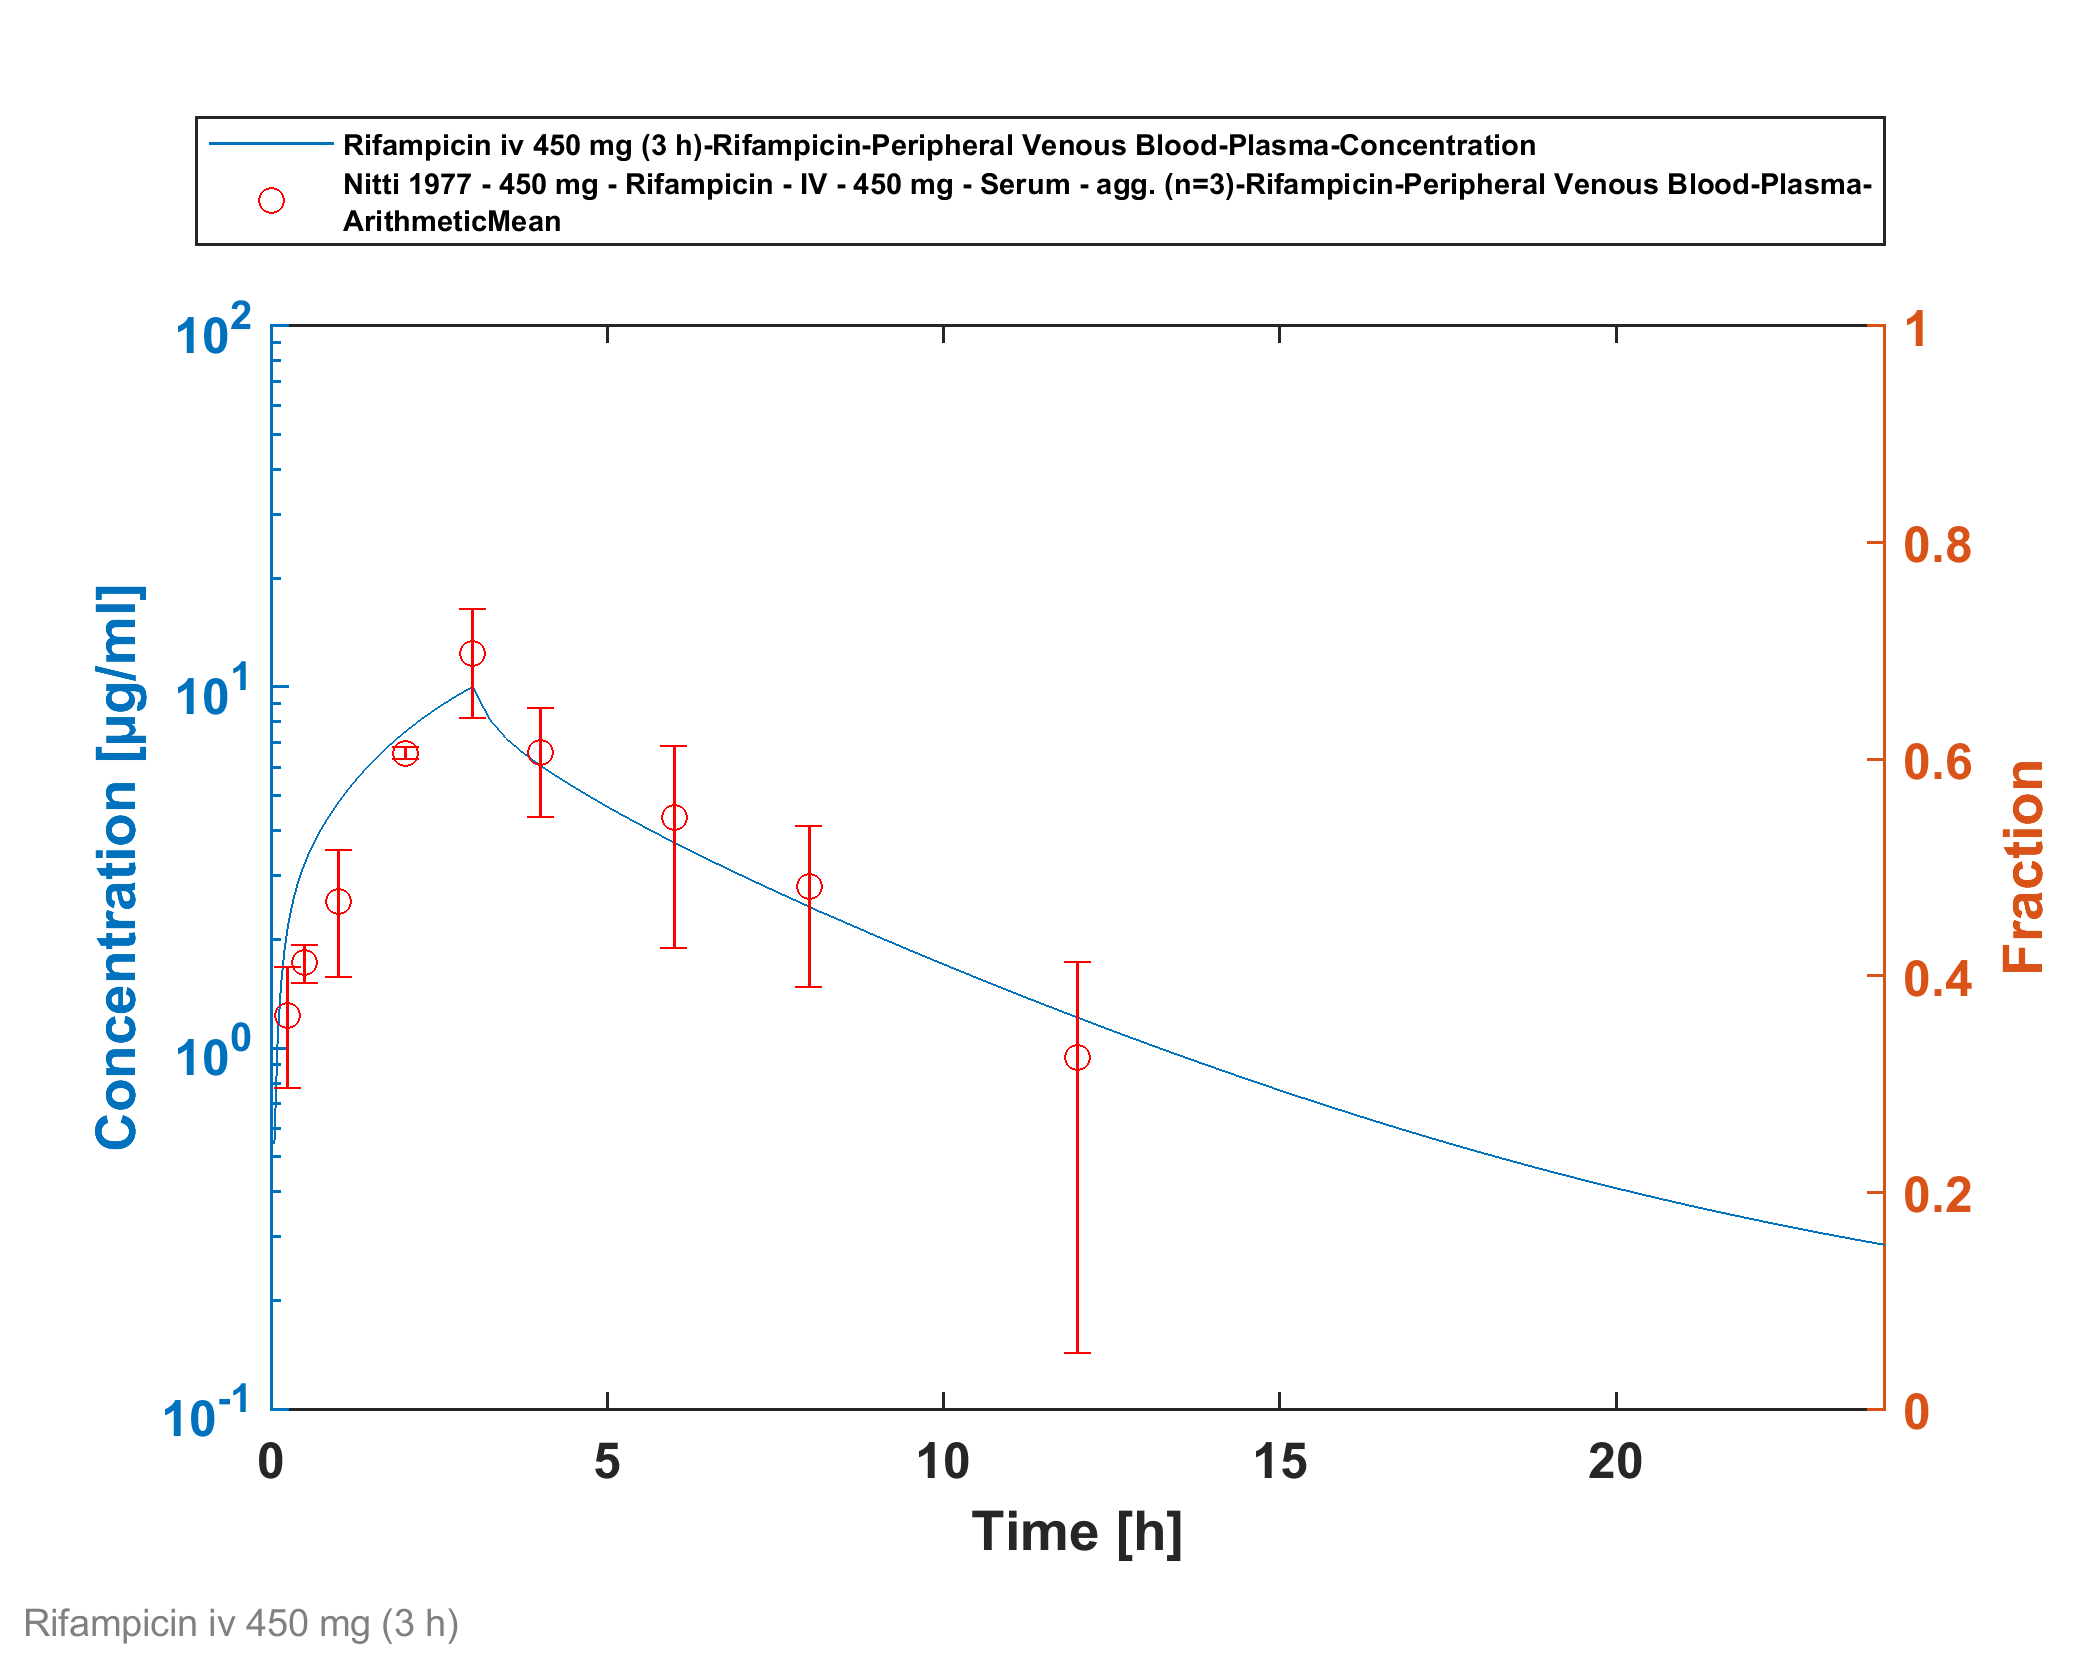 Rifampicin iv 450 mg (3 h)-Rifampicin-Peripheral Venous Blood-Plasma-Concentration
Nitti 1977 - 450 mg - Rifampicin - IV - 450 mg - Serum - agg. (n=3)-Rifampicin-Peripheral Venous Blood-Plasma-
ArithmeticMean
10^2
10^1
10^0
10^-1
Concentration [µg/ml]
1
0.8
0.6
0.4
0.2
0
Fraction
0 5 10 15 20
Time [h]
Rifampicin iv 450 mg (3 h)